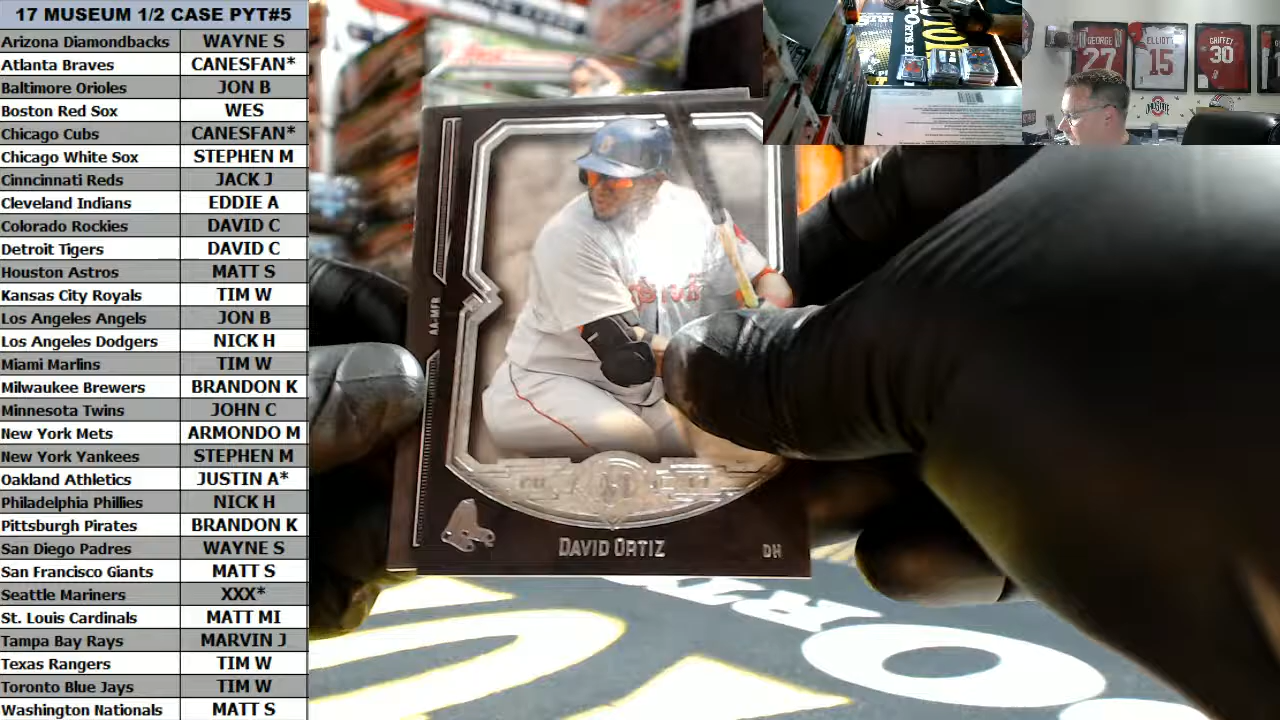 17 MUSEUM 1/2 CASE PYT#5
Arizona Diamondbacks WAYNE S
Atlanta Braves CANESFAN*
Baltimore Orioles JON B
Boston Red Sox WES
Chicago Cubs CANESFAN*
Chicago White Sox STEPHEN M
Cinncinnati Reds JACK J
Cleveland Indians EDDIE A
Colorado Rockies DAVID C
Detroit Tigers DAVID C
Houston Astros MATT S
Kansas City Royals TIM W
Los Angeles Angels JON B
Los Angeles Dodgers NICK H
Miami Marlins TIM W
Milwaukee Brewers BRANDON K
Minnesota Twins JOHN C
New York Mets ARMONDO M
New York Yankees STEPHEN M
Oakland Athletics JUSTIN A*
Philadelphia Phillies NICK H
Pittsburgh Pirates BRANDON K
San Diego Padres WAYNE S
San Francisco Giants MATT S
Seattle Mariners XXX*
St. Louis Cardinals MATT MI
Tampa Bay Rays MARVIN J
Texas Rangers TIM W
Toronto Blue Jays TIM W
Washington Nationals MATT S
GEORGE
27
ELLIOTT
15
GRIFFEY
30
AA-MFR
DAVID ORTIZ
DH